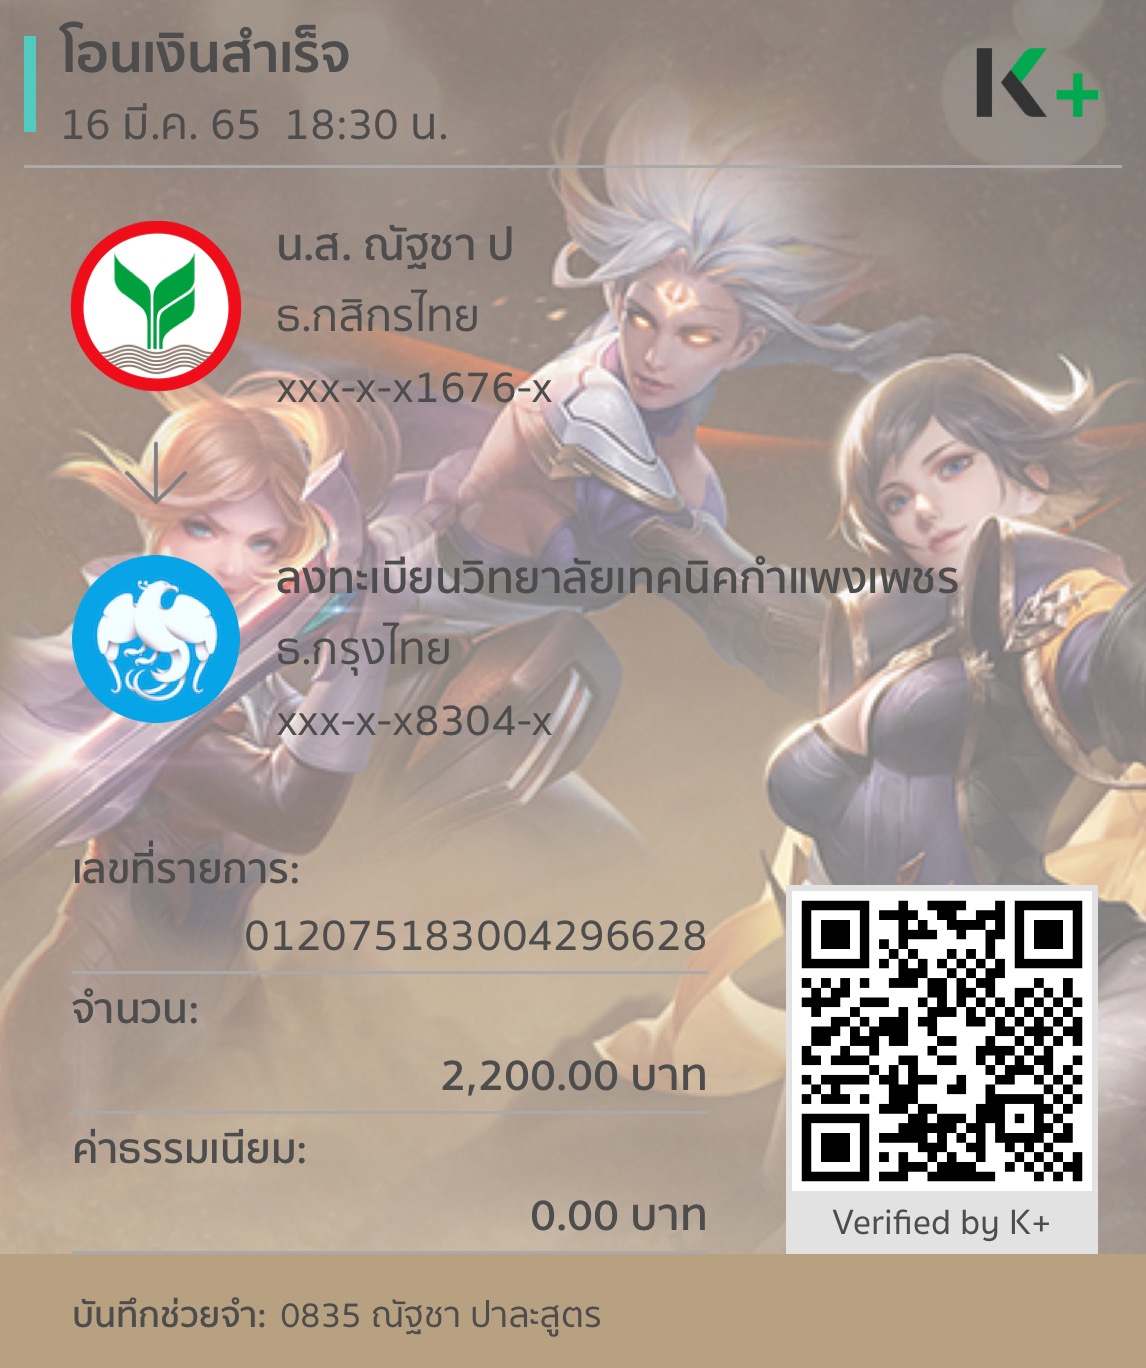 โอนเงินสำเร็จ
16 มี.ค. 65  18:30 น.
K+
น.ส. ณัฐชา ป
ธ.กสิกรไทย
xxx-x-x1676-x
ลงทะเบียนวิทยาลัยเทคนิคกำแพงเพชร
ธ.กรุงไทย
xxx-x-x8304-x
เลขที่รายการ:
012075183004296628
จำนวน:
2,200.00 บาท
ค่าธรรมเนียม:
0.00 บาท
Verified by K+
บันทึกช่วยจำ: 0835 ณัฐชา ปาละสูตร